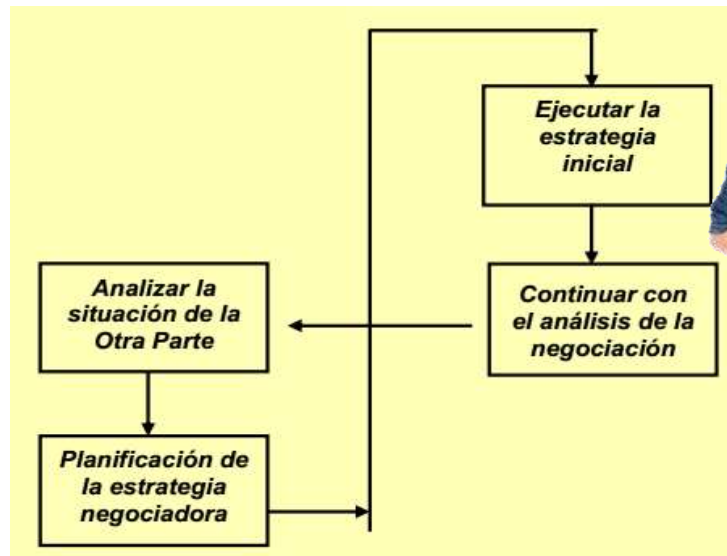 Ejecutar la
estrategia
inicial
Analizar la
situación de la
Otra Parte
Continuar con
el análisis de la
negociación
Planificación de
la estrategia
negociadora